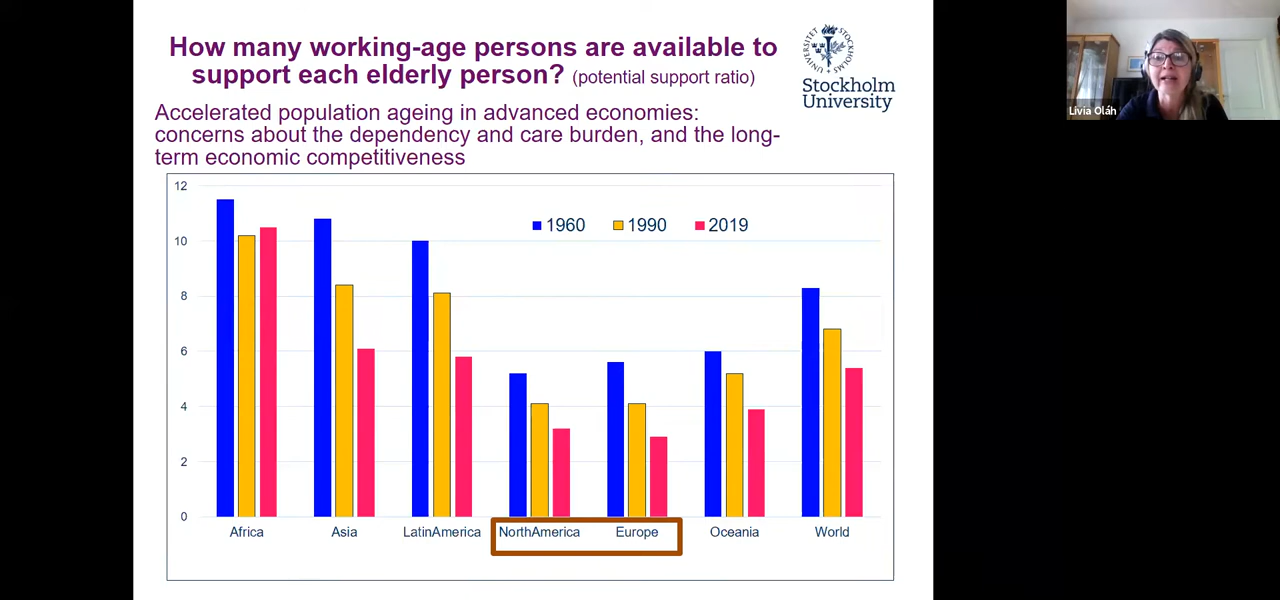 How many working-age persons are available to
support each elderly person? (potential support ratio)
STOCKHOLMS
UNIVERSITET
Stockholm
University
Livia Oláh
Accelerated population ageing in advanced economies:
concerns about the dependency and care burden, and the long-
term economic competitiveness
12
10
8
6
4
2
0
1960
1990
2019
Africa
Asia
LatinAmerica
NorthAmerica
Europe
Oceania
World